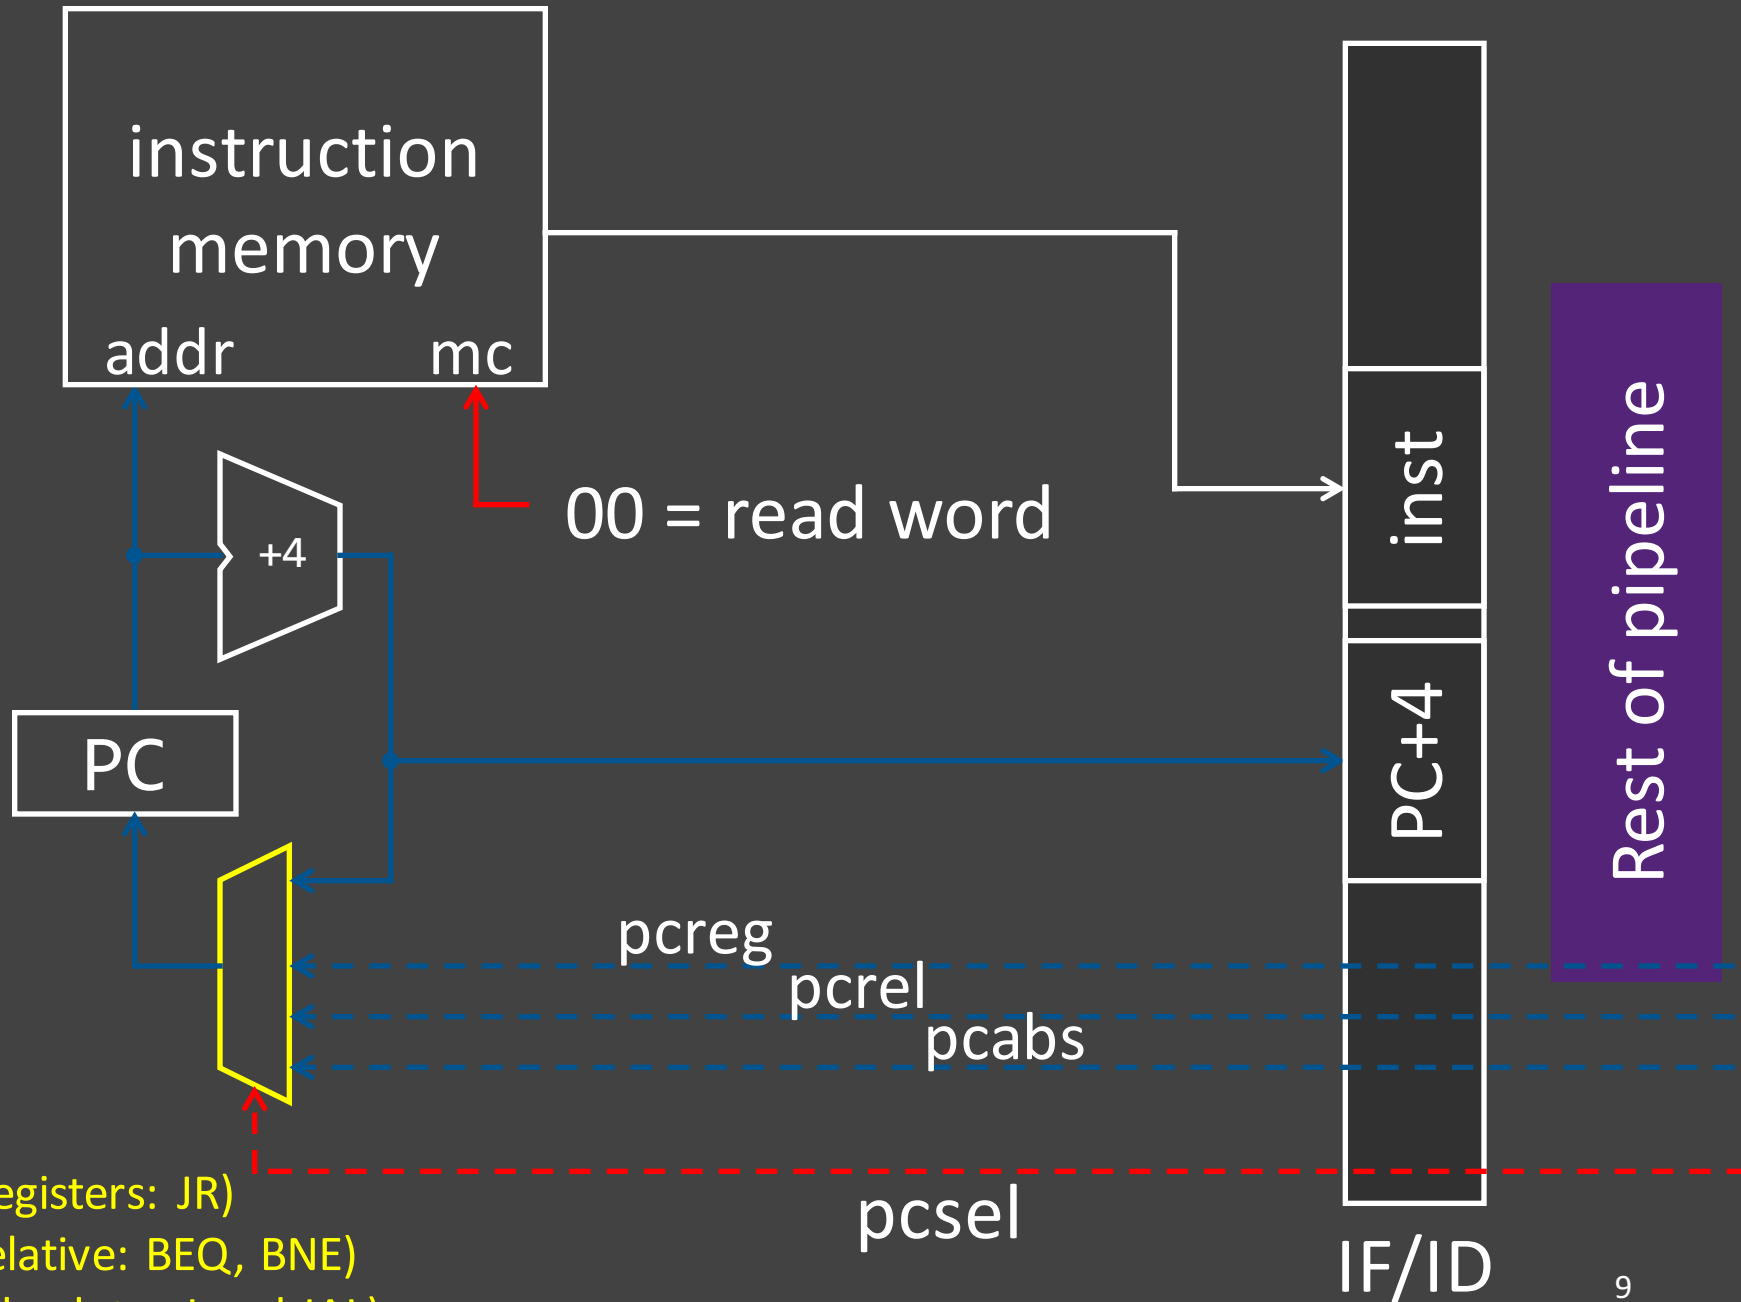 instruction
memory
addr
mc
+4
00 = read word
inst
PC+4
Rest of pipeline
PC
pcreg
pcrel
pcabs
pcsel
egisters: JR)
elative: BEQ, BNE)
IF/ID
9